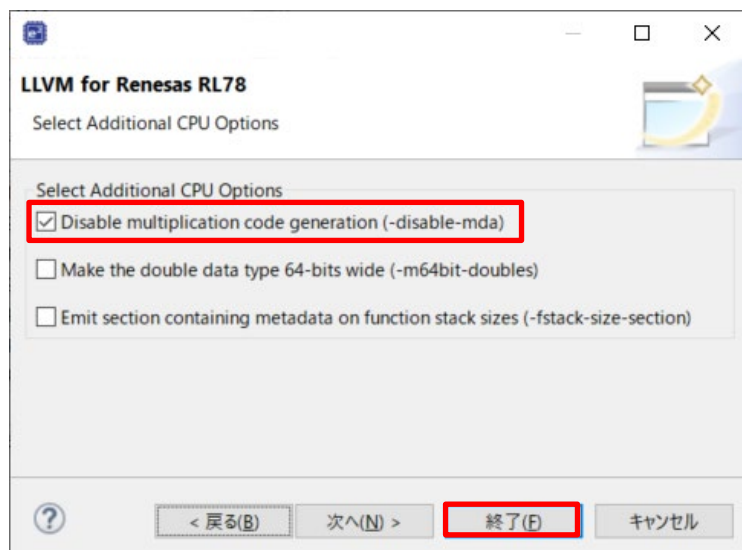 LLVM for Renesas RL78
Select Additional CPU Options
Select Additional CPU Options
Disable multiplication code generation (-disable-mda)
Make the double data type 64-bits wide (-m64bit-doubles)
Emit section containing metadata on function stack sizes (-fstack-size-section)
< 戻る(B) 次へ(N) > 終了(F) キャンセル